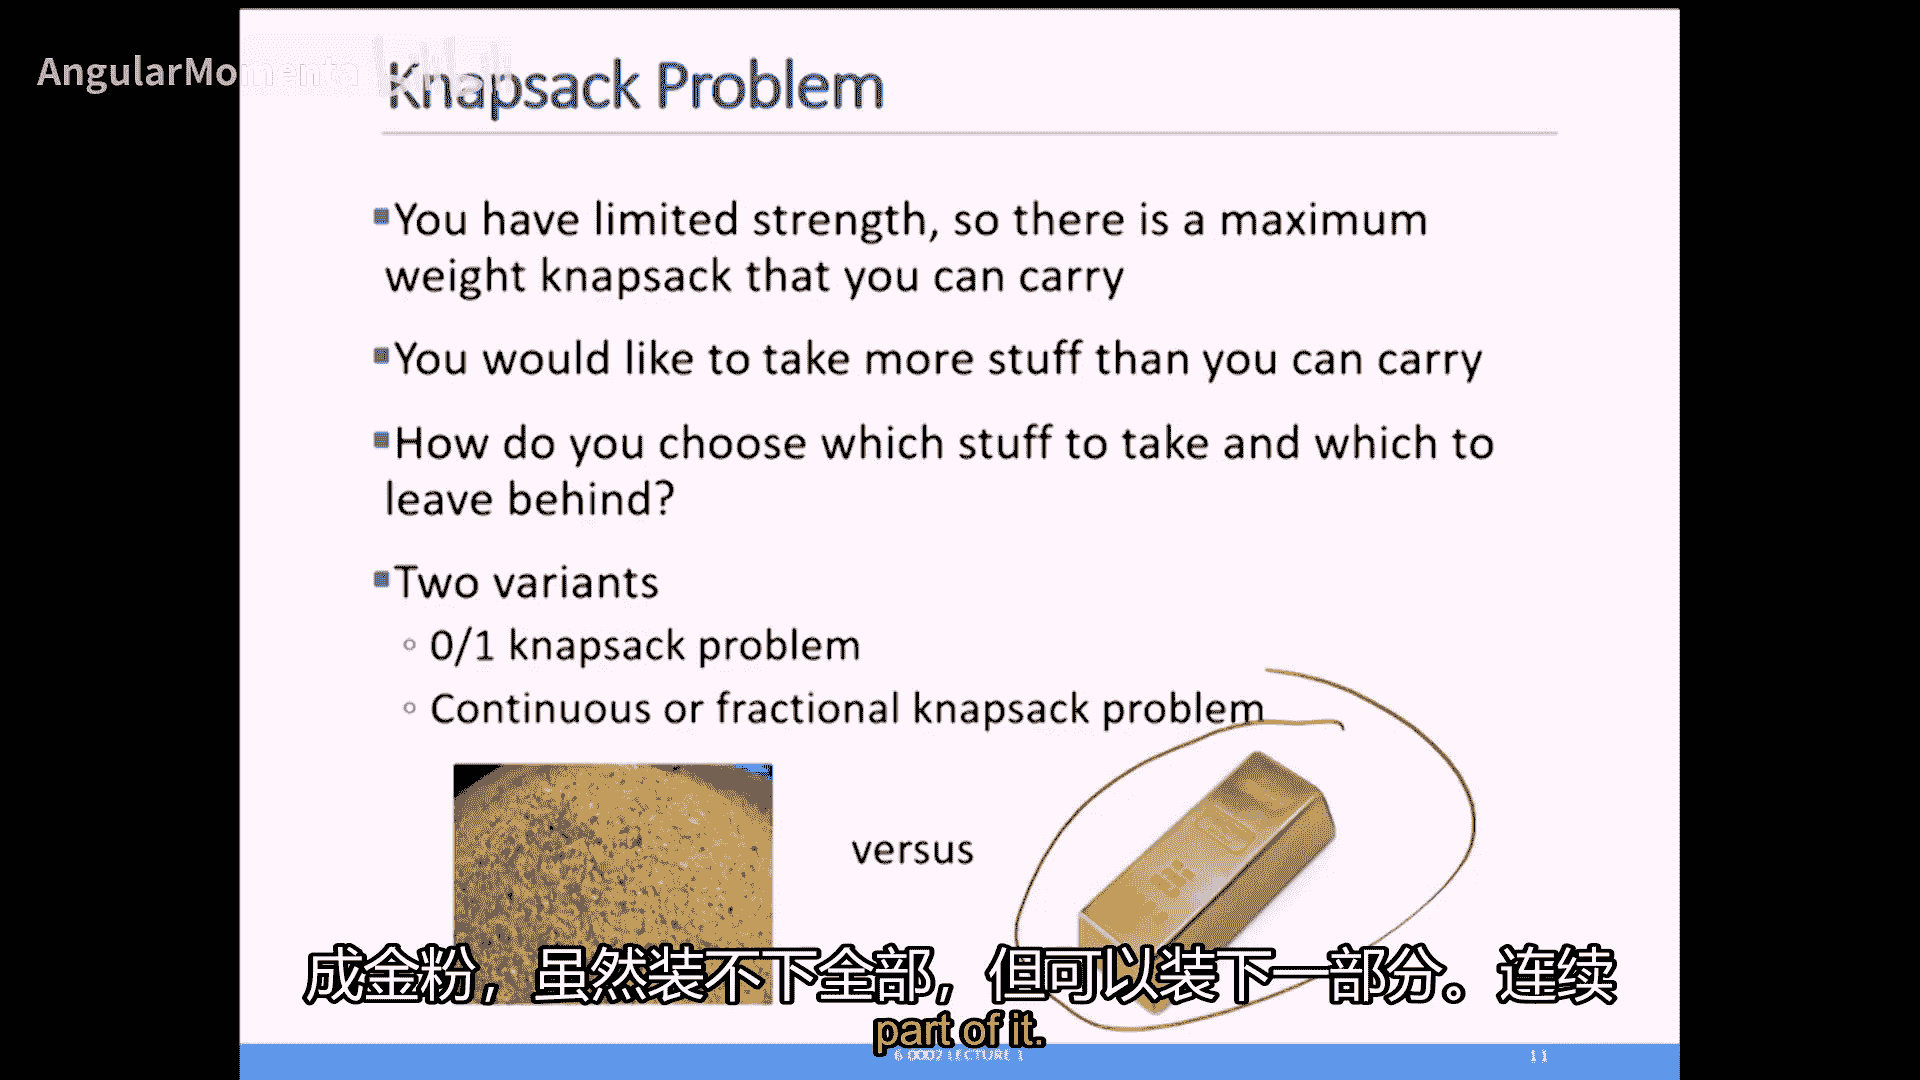 AngularMomenta
Knapsack Problem
You have limited strength, so there is a maximum
weight knapsack that you can carry
You would like to take more stuff than you can carry
How do you choose which stuff to take and which to
leave behind?
Two variants
0/1 knapsack problem
Continuous or fractional knapsack problem
versus
成金粉，虽然装不下全部，但可以装下一部分。连续
part of it.
6.0002 LECTURE 1
11